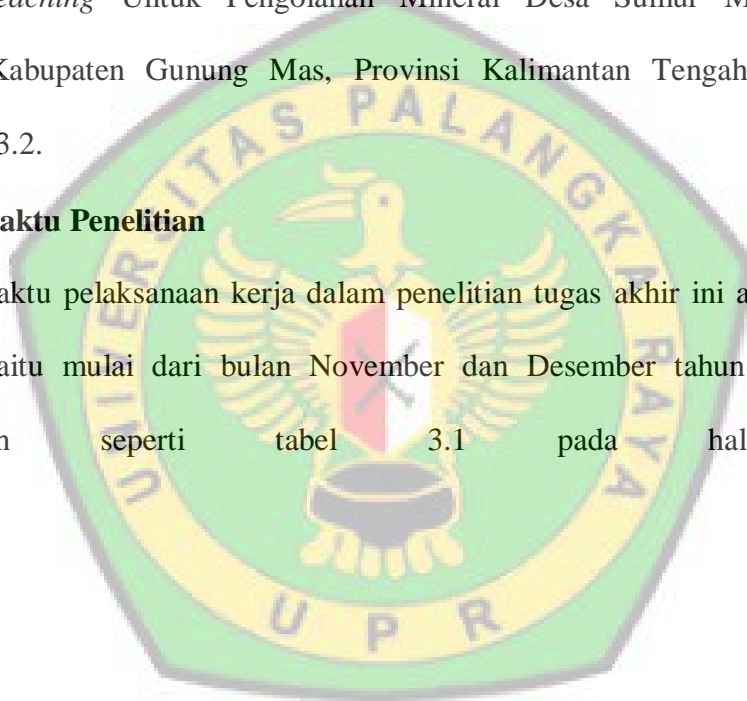 eaching Untuk Pengolahan Mineral Desa Sumur M
Kabupaten Gunung Mas, Provinsi Kalimantan Tengah
3.2.
aktu Penelitian
aktu pelaksanaan kerja dalam penelitian tugas akhir ini a
aitu mulai dari bulan November dan Desember tahun
seperti tabel 3.1 pada hal
UNIVERSITAS PALANGKA RAYA
UPR